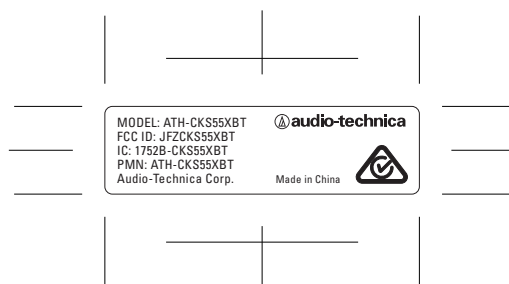 MODEL: ATH-CKS55XBT
FCC ID: JFZCKS55XBT
IC: 1752B-CKS55XBT
PMN: ATH-CKS55XBT
Audio-Technica Corp.
audio-technica
Made in China